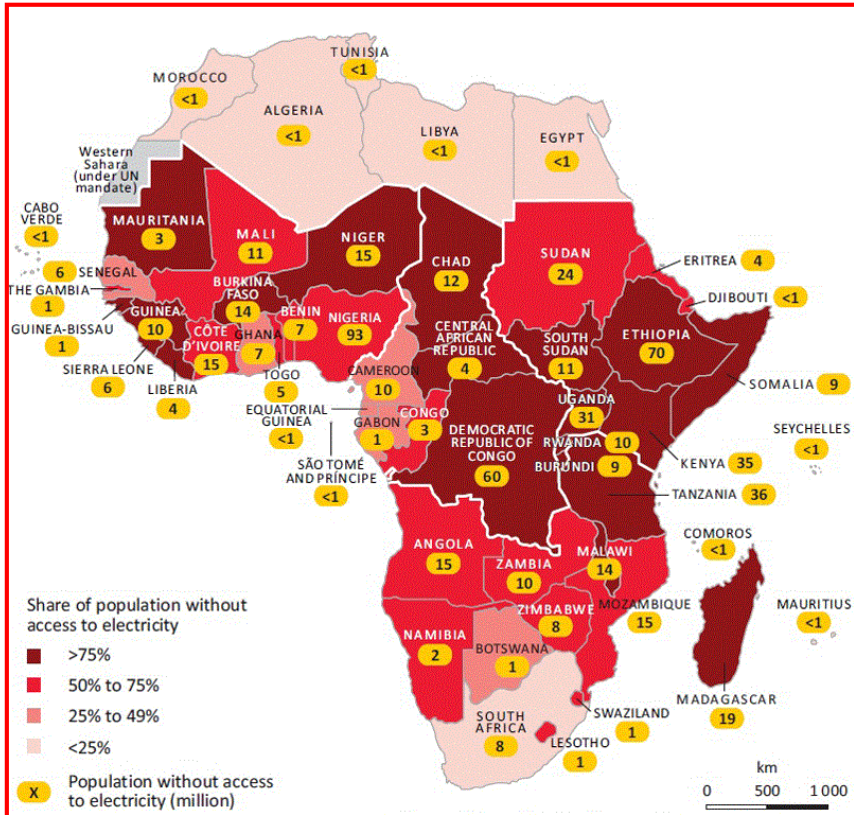 TUNISIA
<1
MOROCCO
<1
ALGERIA
<1
LIBYA
<1
EGYPT
<1
Western
Sahara
(under UN
mandate)
CABO
VERDE
<1
MAURITANIA
3
MALI
11
NIGER
15
CHAD
12
SUDAN
24
ERITREA 4
DJIBOUTI <1
6 SENEGAL
THE GAMBIA
1
GUINEA-BISSAU
1
GUINEA
10
SIERRA LEONE
6
LIBERIA
4
CÔTE
D'IVOIRE
15
BURKINA
FASO
14
GHANA
7
TOGO
5
BENIN
7
NIGERIA
93
CAMEROON
10
CENTRAL
AFRICAN
REPUBLIC
4
SOUTH
SUDAN
11
ETHIOPIA
70
SOMALIA 9
EQUATORIAL
GUINEA
<1
GABON
1
CONGO
3
SÃO TOMÉ
AND PRÍNCIPE
<1
DEMOCRATIC
REPUBLIC OF
CONGO
60
UGANDA
31
RWANDA 10
BURUNDI 9
KENYA 35
TANZANIA 36
SEYCHELLES
<1
COMOROS
<1
ANGOLA
15
ZAMBIA
10
MALAWI
14
MOZAMBIQUE
15
ZIMBABWE
8
MAURITIUS
<1
NAMIBIA
2
BOTSWANA
1
MADAGASCAR
19
SOUTH
AFRICA
8
SWAZILAND
1
LESOTHO
1
Share of population without
access to electricity
>75%
50% to 75%
25% to 49%
<25%
X Population without access
to electricity (million)
km
0 500 1 000